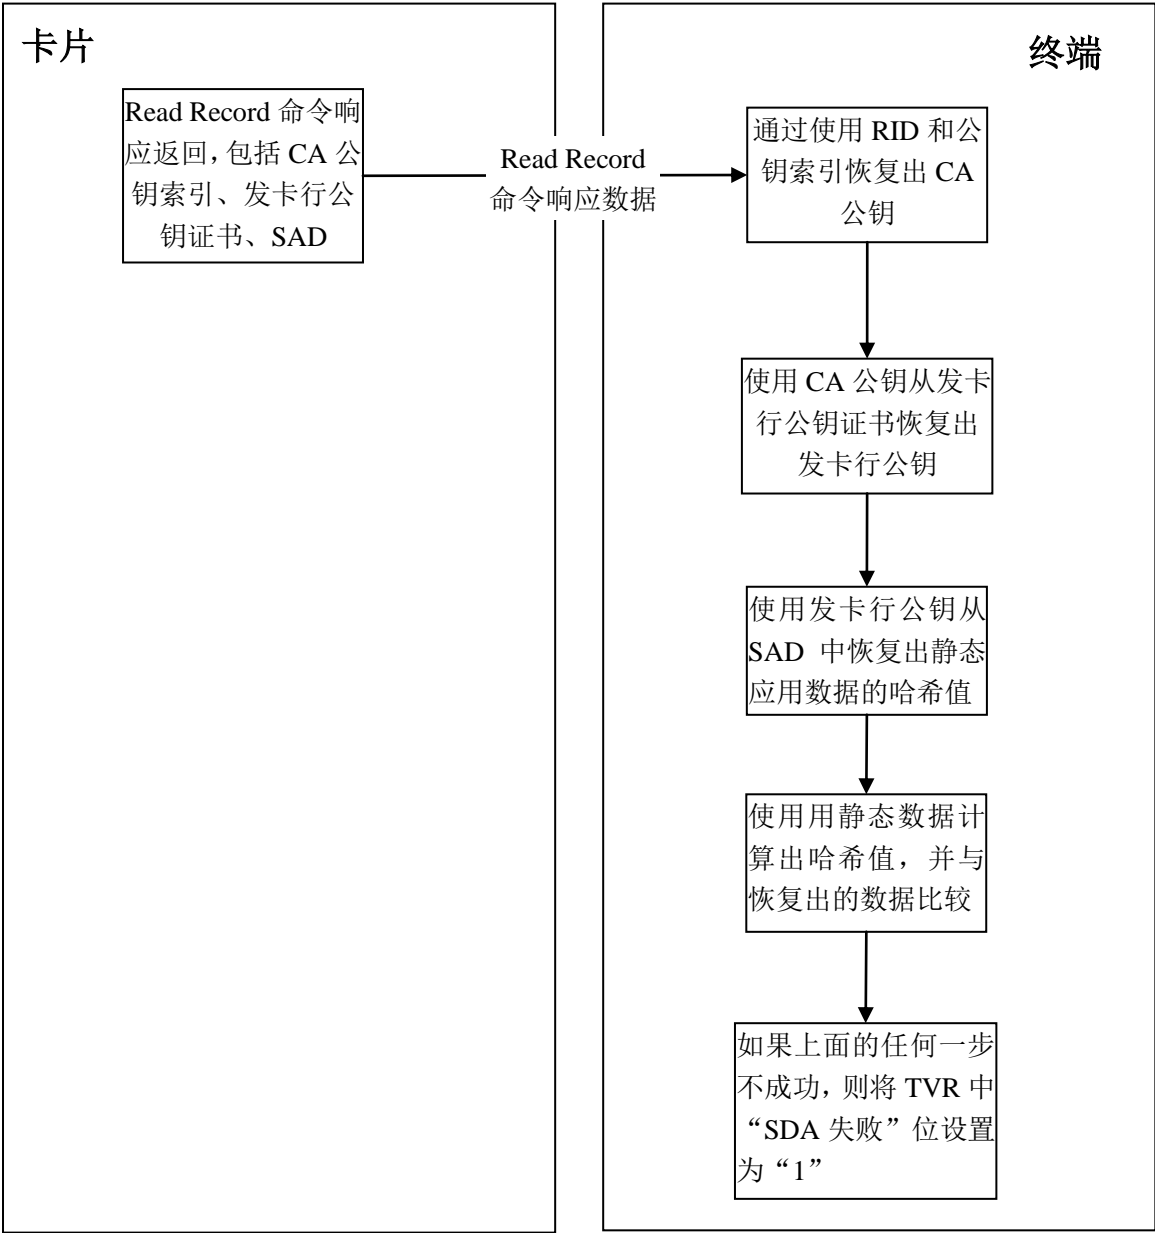 卡片
终端
Read Record 命令响
应返回，包括 CA 公
钥索引、发卡行公
钥证书、SAD
Read Record
命令响应数据
通过使用 RID 和公
钥索引恢复出 CA
公钥
使用 CA 公钥从发卡
行公钥证书恢复出
发卡行公钥
使用发卡行公钥从
SAD 中恢复出静态
应用数据的哈希值
使用用静态数据计
算出哈希值，并与
恢复出的数据比较
如果上面的任何一步
不成功，则将 TVR 中
“SDA 失败”位设置
为“1”